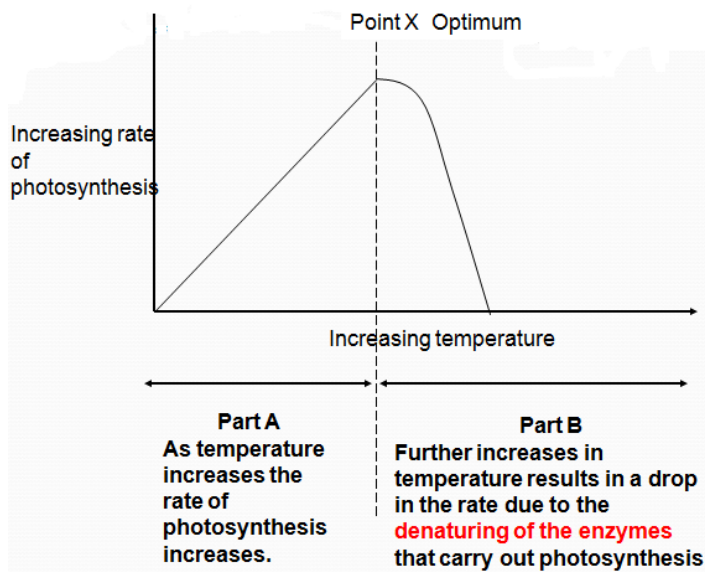 Point X Optimum
Increasing rate
of
photosynthesis
Increasing temperature
Part A
As temperature
increases the
rate of
photosynthesis
increases.
Part B
Further increases in
temperature results in a drop
in the rate due to the
denaturing of the enzymes
that carry out photosynthesis